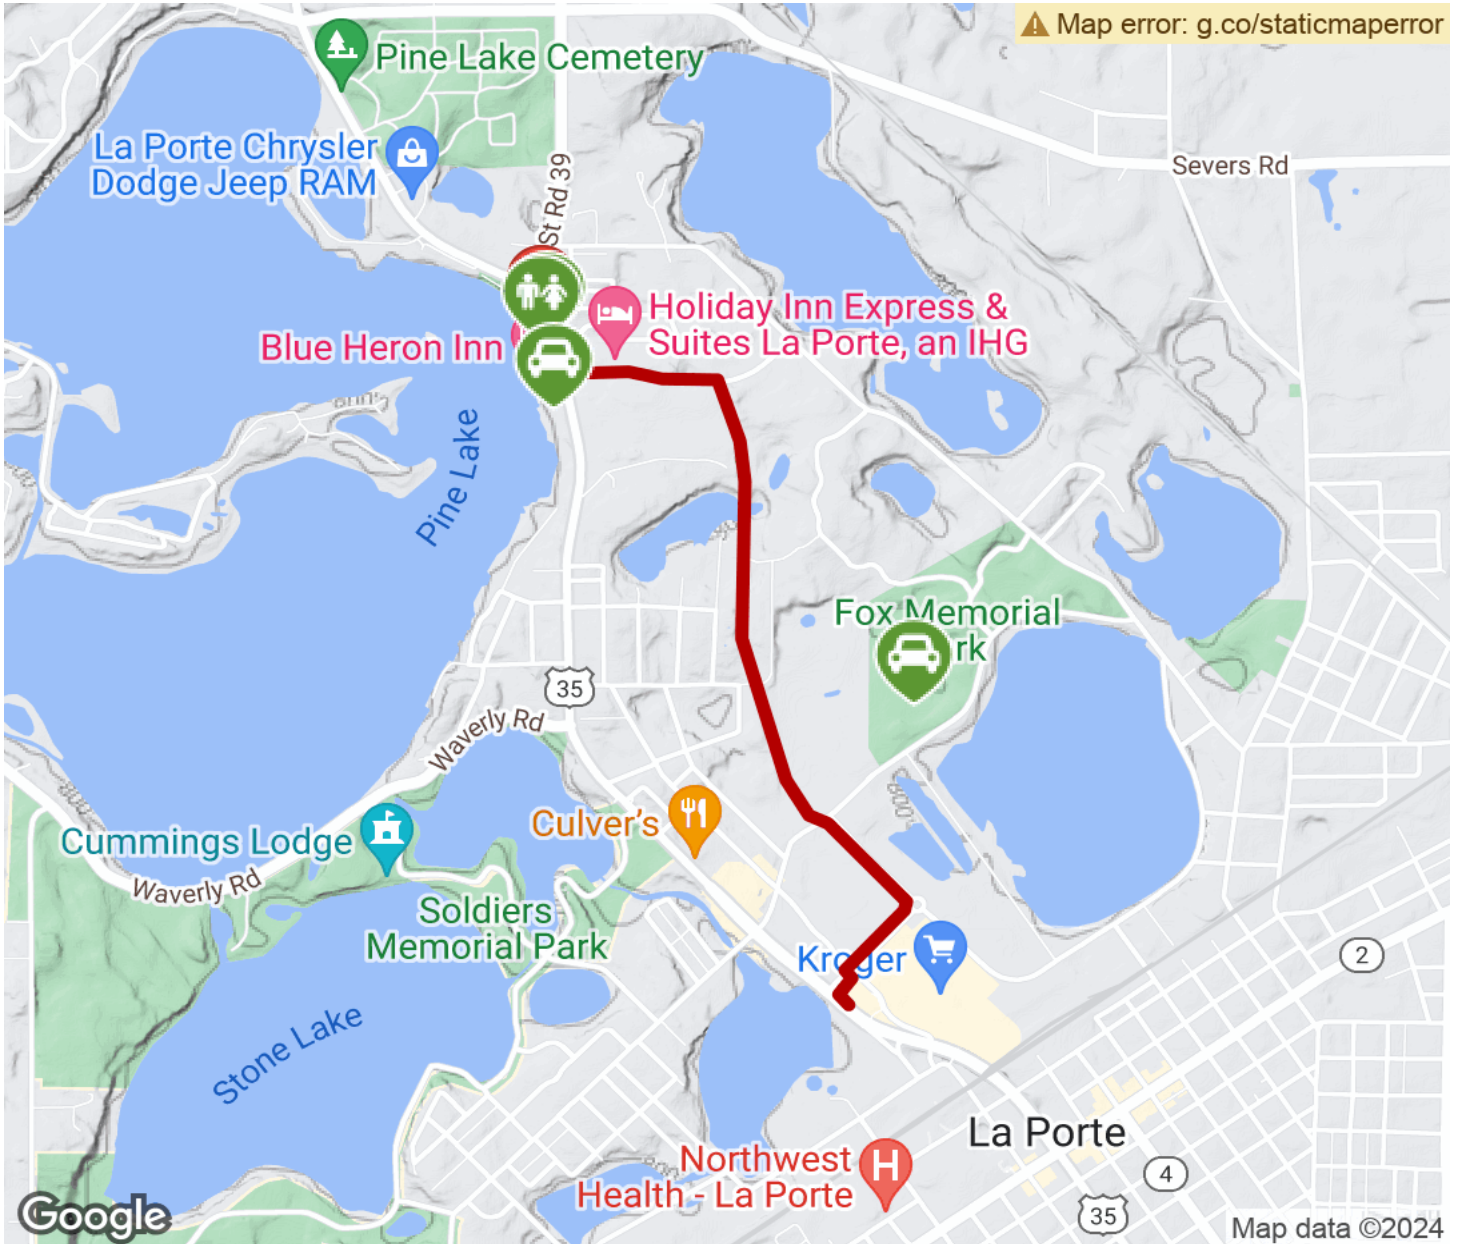 Map error: g.co/staticmaperror
Pine Lake Cemetery
La Porte Chrysler
Dodge Jeep RAM
St Rd 39
Severs Rd
Holiday Inn Express &
Suites La Porte, an IHG
Blue Heron Inn
Pine Lake
Fox Memorial
rk
35
Waverly Rd
Culver's
Cummings Lodge
Waverly Rd
Soldiers
Memorial Park
Kroger
2
Stone Lake
La Porte
Northwest
Health - La Porte
H
4
35
Google
Map data ©2024